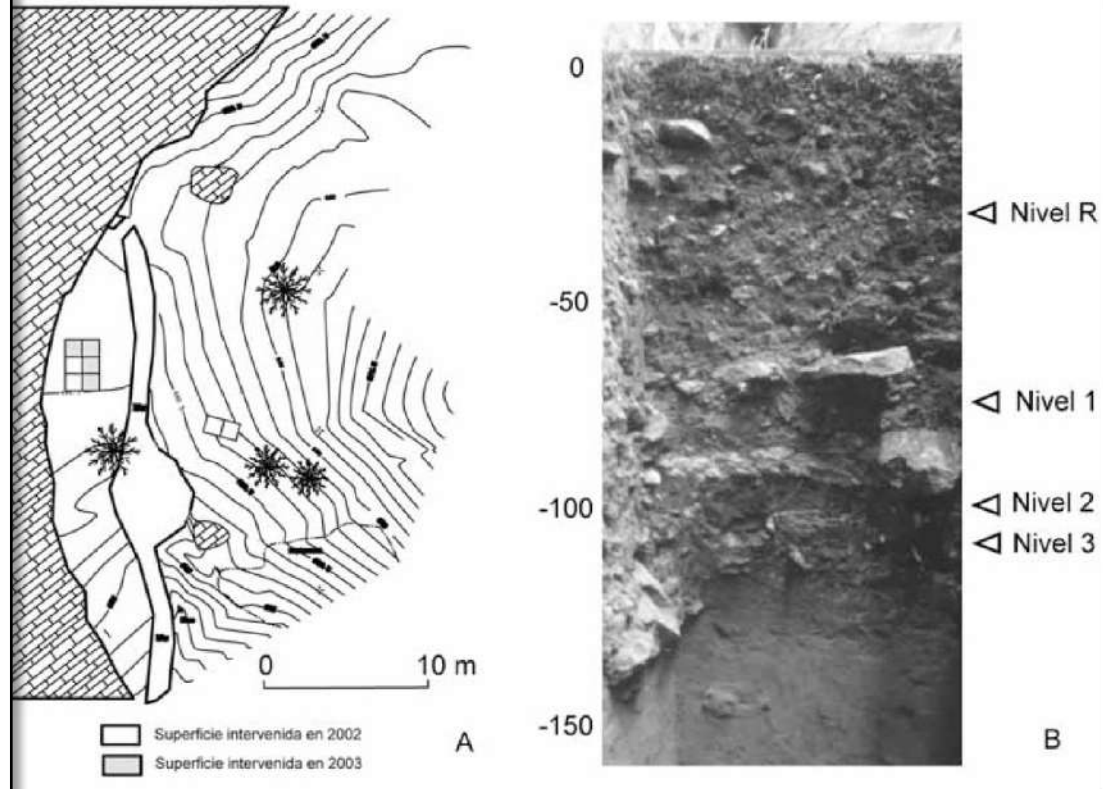 0
Nivel R
-50
Nivel 1
-100
Nivel 2
Nivel 3
-150
0 10 m
Superficie intervenida en 2002
Superficie intervenida en 2003
A
B